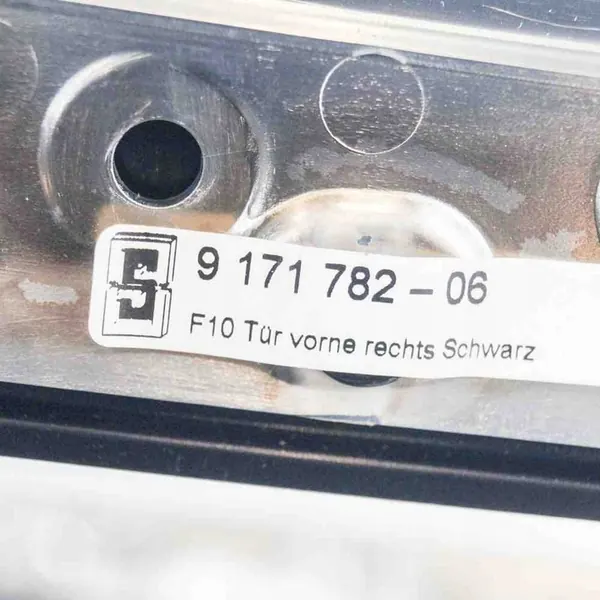 S 9 171 782 – 06
F10 Tür vorne rechts Schwarz